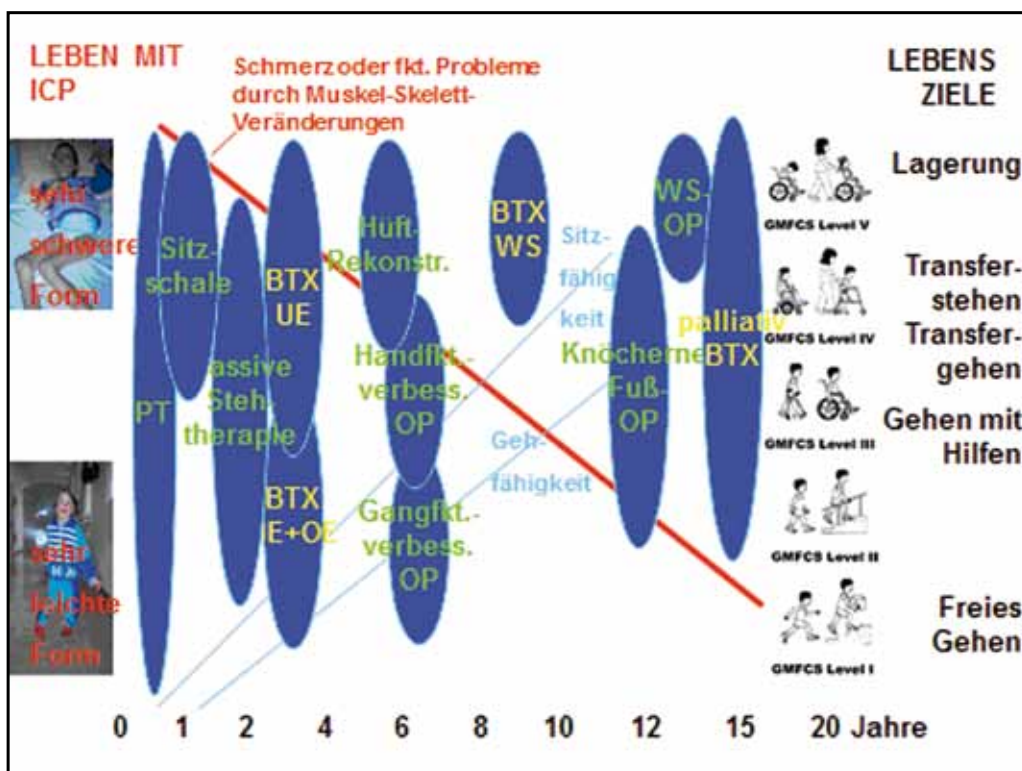 LEBEN MIT
ICP
Schmerz oder fkt. Probleme
durch Muskel-Skelett-
Veränderungen
LEBENS
ZIELE
sehr
schwere
Form
sehr
leichte
Form
PT
Sitz-
schale
assive
Steh-
therapie
BTX
UE
BTX
E+OE
Hüft-
Rekonstr.
Handfkt.-
verbess.
OP
Gangfkt.-
verbess.
OP
BTX
WS
Sitz-
fähig
keit
Geh-
fähigkeit
Knöcherne
Fuß-
OP
WS-
OP
palliativ
BTX
GMFCS Level V
GMFCS Level IV
GMFCS Level III
GMFCS Level II
GMFCS Level I
Lagerung
Transfer-
stehen
Transfer-
gehen
Gehen mit
Hilfen
Freies
Gehen
0 1 2 4 6 8 10 12 15 20 Jahre